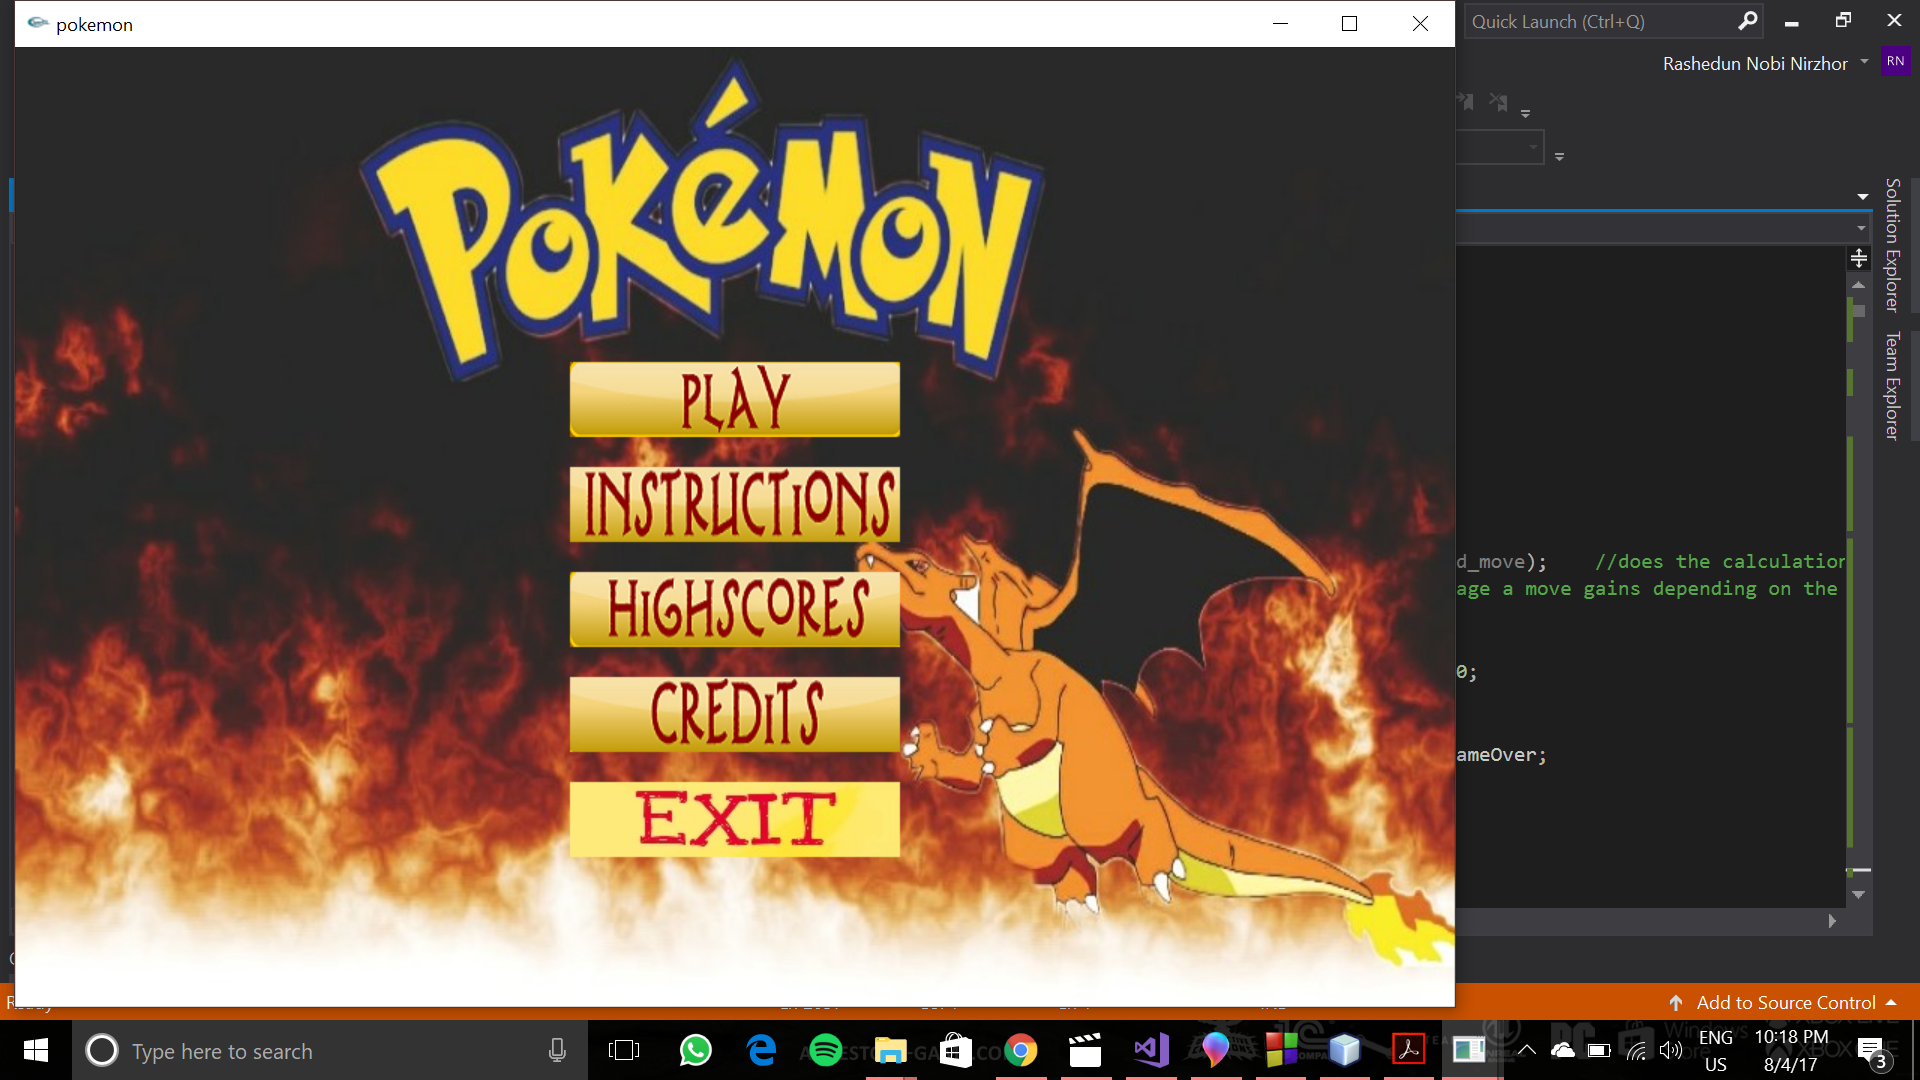 pokemon
Quick Launch (Ctrl+Q)
Rashedun Nobi Nirzhor
RN
POKéMON
Solution Explorer
Team Explorer
PLAY
INSTRUCTIONS
d_move); //does the calculation
age a move gains depending on the
HIGHSCORES
0;
CREDITS
ameOver;
EXIT
Add to Source Control
Type here to search
ENG
US
10:18 PM
8/4/17
3